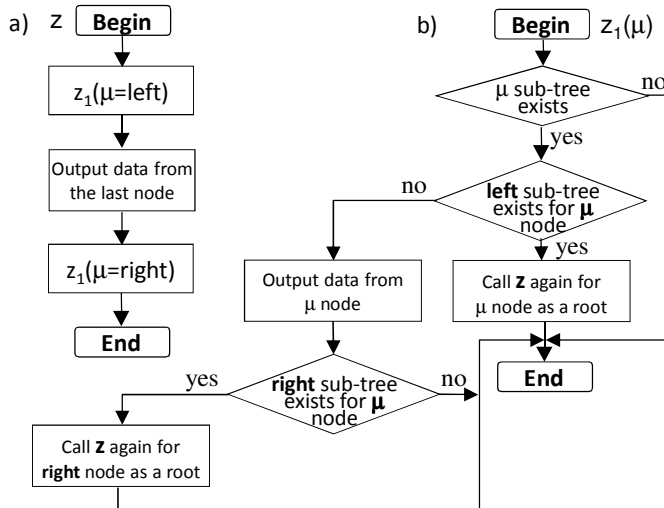 a) z Begin
z1(μ=left)
Output data from
the last node
z1(μ=right)
End
b) Begin z1(μ)
μ sub-tree
exists
no
yes
left sub-tree
exists for μ
node
no
yes
Output data from
μ node
Call z again for
μ node as a root
End
right sub-tree
exists for μ
node
yes
no
Call z again for
right node as a root